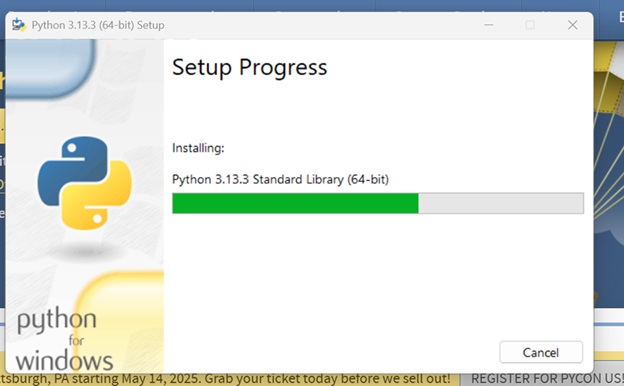 Python 3.13.3 (64-bit) Setup
Setup Progress
Installing:
Python 3.13.3 Standard Library (64-bit)
python
for
windows
Cancel
ttsburgh, PA starting May 14, 2025. Grab your ticket today before we sell out!
REGISTER FOR PYCON US!